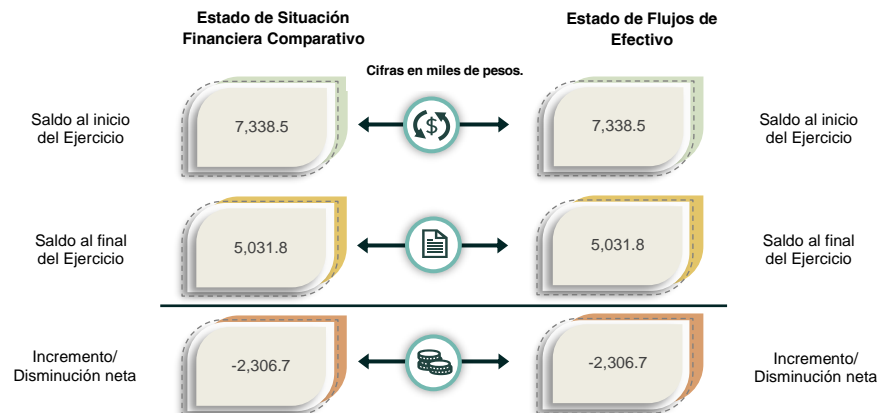 Estado de Situación
Financiera Comparativo
Estado de Flujos de
Efectivo
Cifras en miles de pesos.
Saldo al inicio
del Ejercicio
7,338.5
$
7,338.5
Saldo al inicio
del Ejercicio
Saldo al final
del Ejercicio
5,031.8
5,031.8
Saldo al final
del Ejercicio
Incremento/
Disminución neta
-2,306.7
-2,306.7
Incremento/
Disminución neta